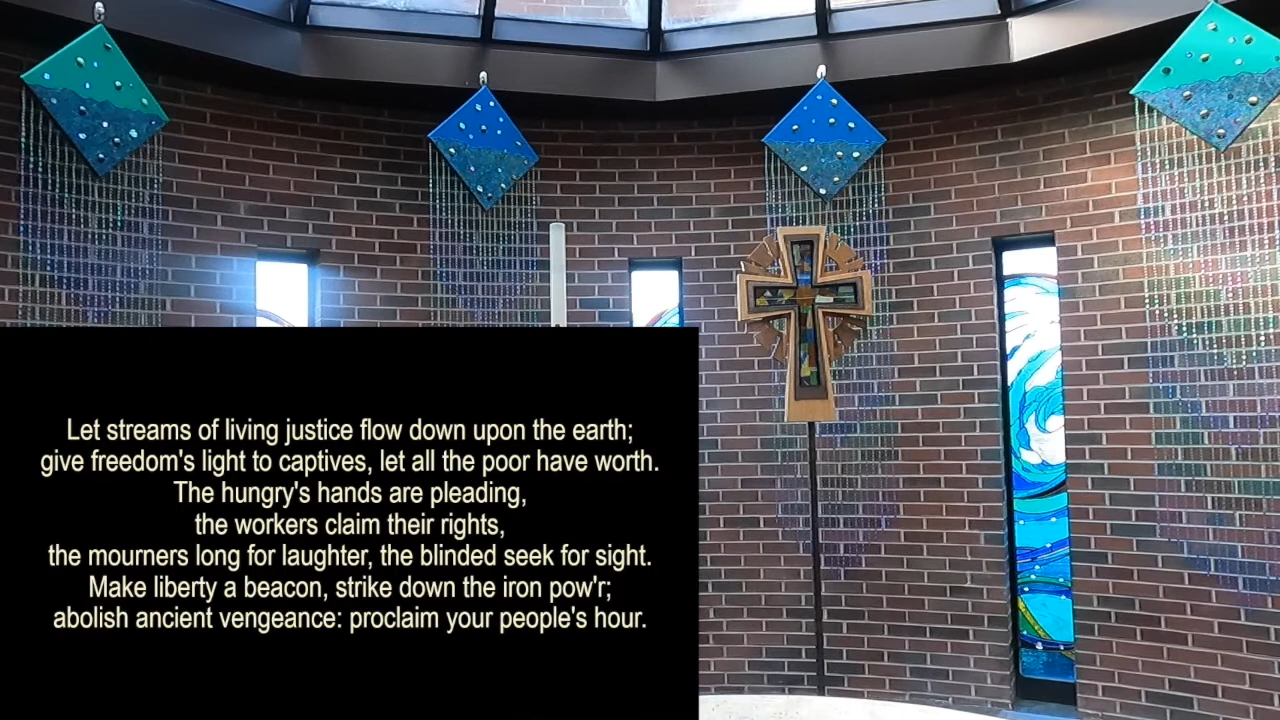 Let streams of living justice flow down upon the earth;
give freedom's light to captives, let all the poor have worth.
The hungry's hands are pleading,
the workers claim their rights,
the mourners long for laughter, the blinded seek for sight.
Make liberty a beacon, strike down the iron pow'r;
abolish ancient vengeance: proclaim your people's hour.